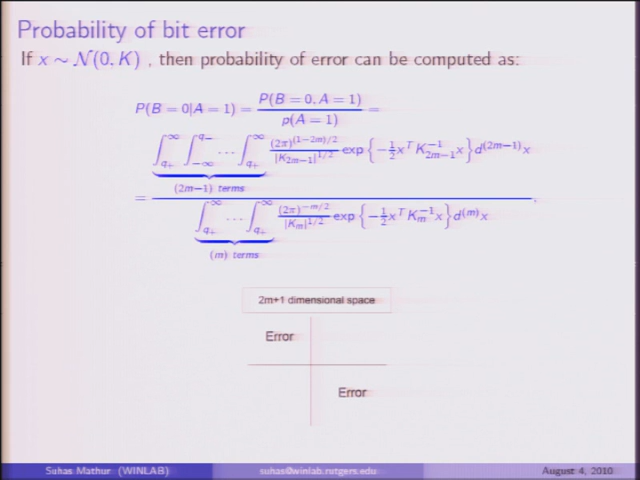 Probability of bit error
If x ∼ N(0, K) , then probability of error can be computed as:
P(B = 0|A = 1) = P(B = 0, A = 1) / p(A = 1) =
∫_{q+}^{∞} ∫_{−∞}^{q−} ··· ∫_{q+}^{∞} (2π)^{(1−2m)/2} / |K_{2m−1}|^{1/2} exp { −½ x^T K_{2m−1}^{−1} x } d^{(2m−1)} x
(2m−1) terms
=
∫_{q+}^{∞} ··· ∫_{q+}^{∞} (2π)^{−m/2} / |K_m|^{1/2} exp { −½ x^T K_m^{−1} x } d^{(m)} x
(m) terms
,
2m+1 dimensional space
Error
Error
Suhas Mathur (WINLAB) suhas@winlab.rutgers.edu August 4, 2010